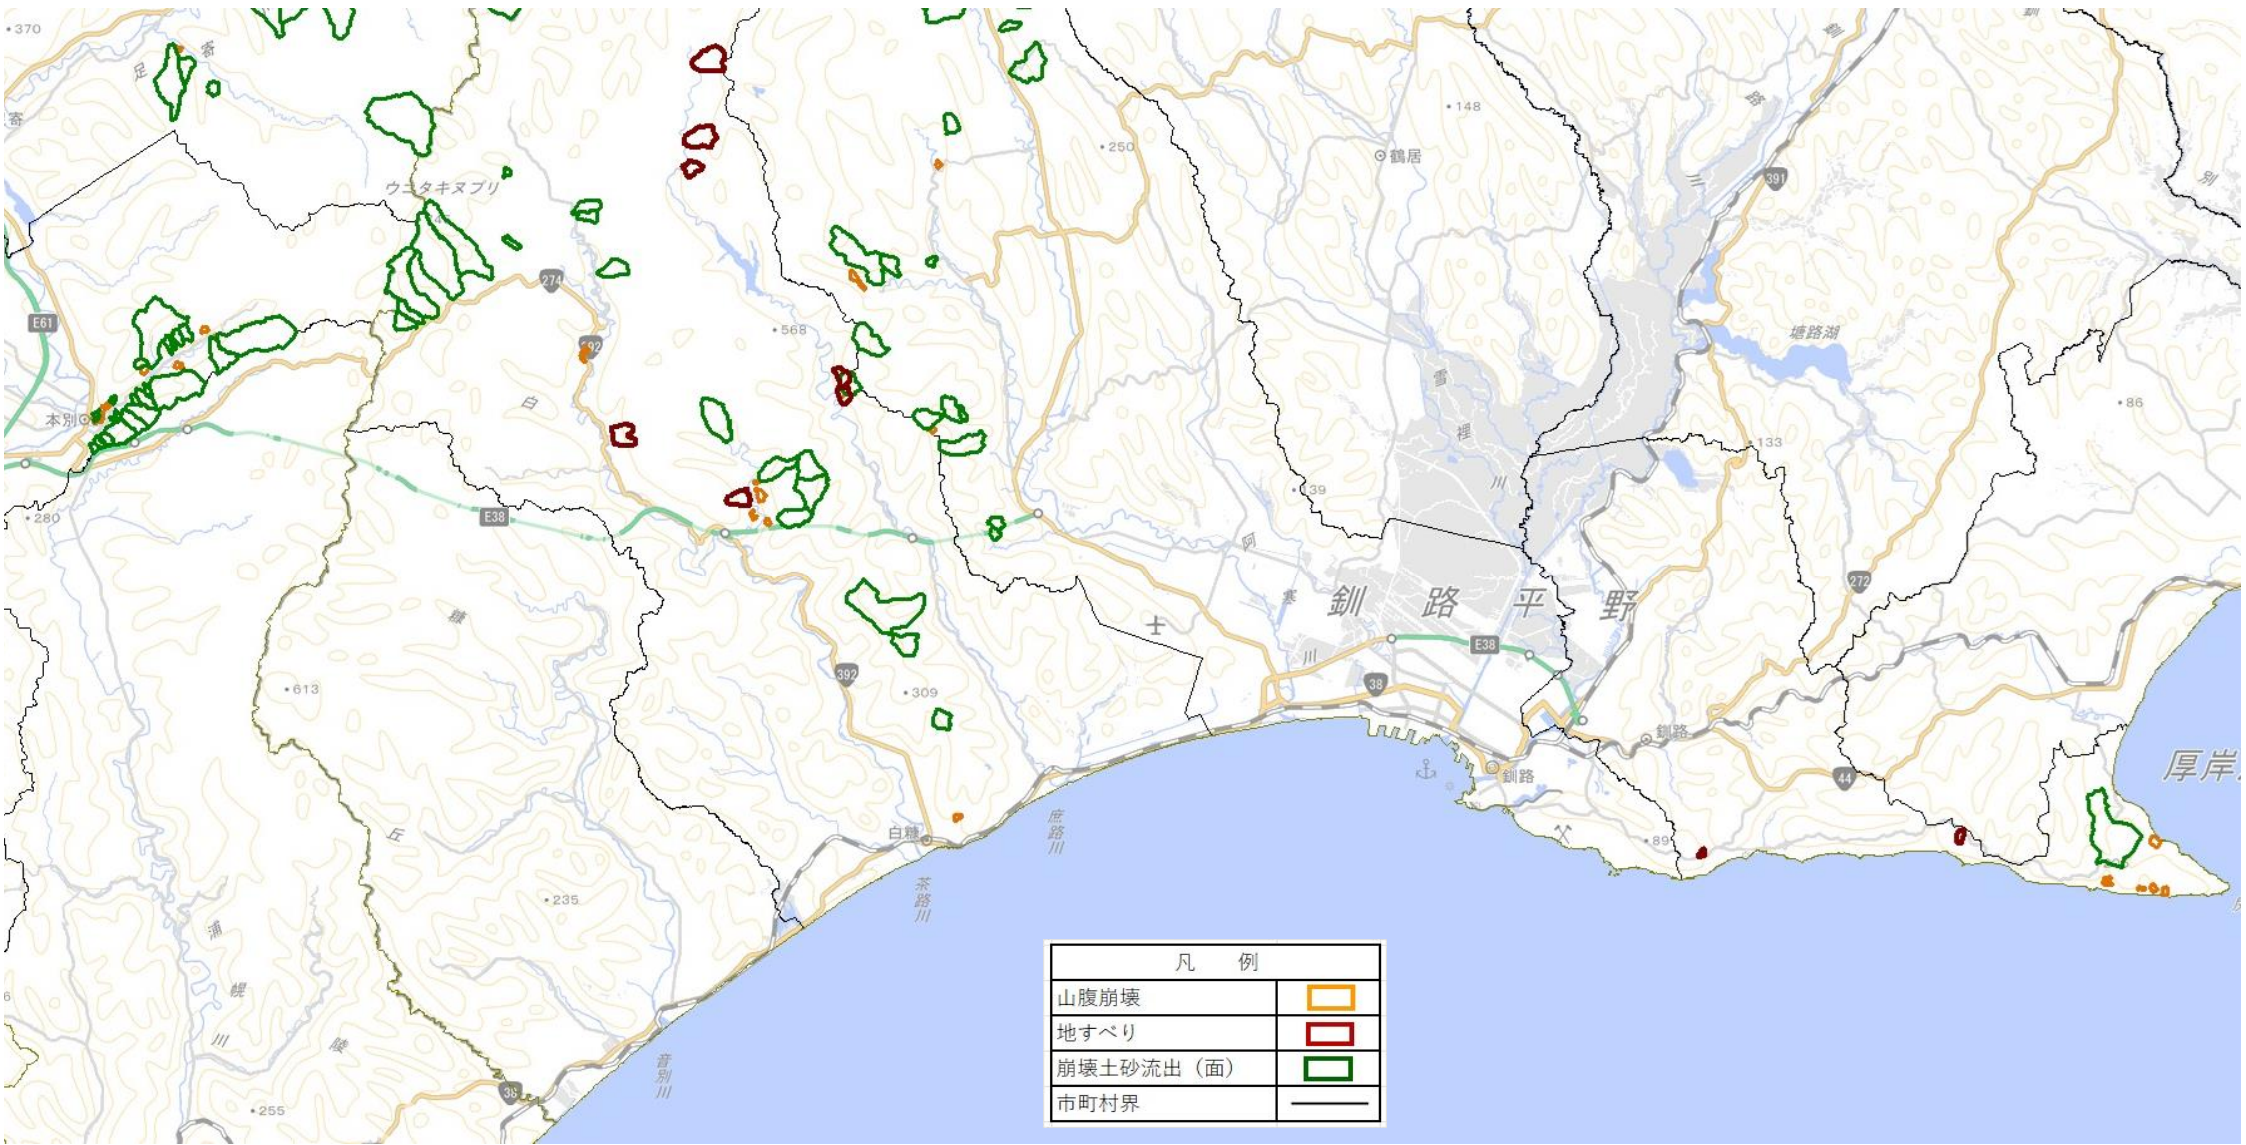 ・370
寄
足
釧
釧
寄
・148
路
・250
鶴居
川
391
別
ウコタキヌプリ
274
E61
・568
392
塘路湖
雪
白
・86
本別
裡
・133
川
・139
・280
E38
阿
272
寒
釧路平野
糠
士
E38
川
・613
392
・309
38
釧路
厚岸
釧路
44
庶路川
・89
丘
白糠
茶路川
・235
浦
凡 例
幌
山腹崩壊
地すべり
川
陵
音別川
崩壊土砂流出（面）
38
市町村界
・255